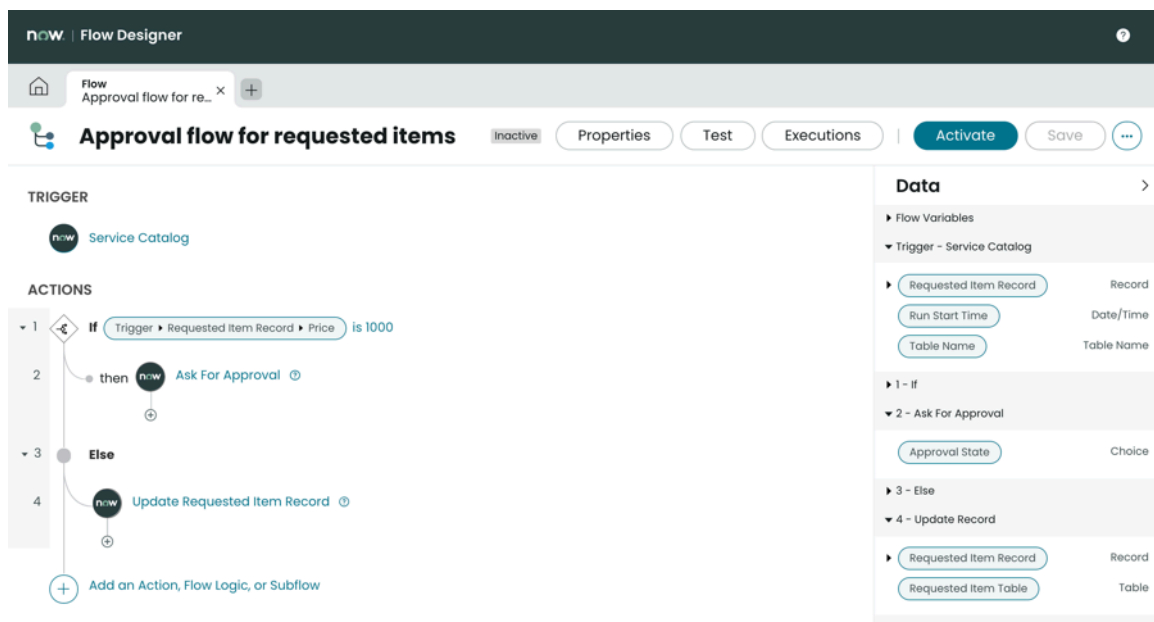 now. | Flow Designer
?
Flow
Approval flow for re... × +
Approval flow for requested items Inactive Properties Test Executions | Activate Save ...
TRIGGER
now Service Catalog
ACTIONS
1 If Trigger ▸ Requested Item Record ▸ Price is 1000
2 then now Ask For Approval ?
3 Else
4 now Update Requested Item Record ?
+ Add an Action, Flow Logic, or Subflow
Data
Flow Variables
Trigger - Service Catalog
Requested Item Record Record
Run Start Time Date/Time
Table Name Table Name
1 - If
2 - Ask For Approval
Approval State Choice
3 - Else
4 - Update Record
Requested Item Record Record
Requested Item Table Table